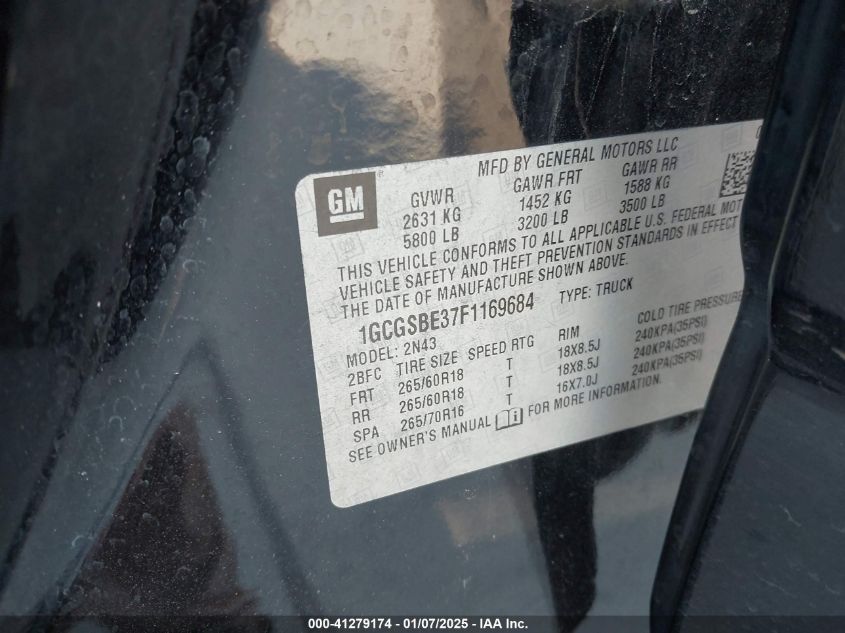 MFD BY GENERAL MOTORS LLC
GM
GVWR GAWR FRT GAWR RR
2631 KG 1452 KG 1588 KG
5800 LB 3200 LB 3500 LB
THIS VEHICLE CONFORMS TO ALL APPLICABLE U.S. FEDERAL MOT
VEHICLE SAFETY AND THEFT PREVENTION STANDARDS IN EFFECT
THE DATE OF MANUFACTURE SHOWN ABOVE.
1GCGSBE37F1169684 TYPE: TRUCK
MODEL: 2N43
2BFC TIRE SIZE SPEED RTG RIM COLD TIRE PRESSURE
FRT 265/60R18 T 18X8.5J 240KPA(35PSI)
RR 265/60R18 T 18X8.5J 240KPA(35PSI)
SPA 265/70R16 T 16X7.0J 240KPA(35PSI)
SEE OWNER'S MANUAL FOR MORE INFORMATION.
000-41279174 - 01/07/2025 - IAA Inc.